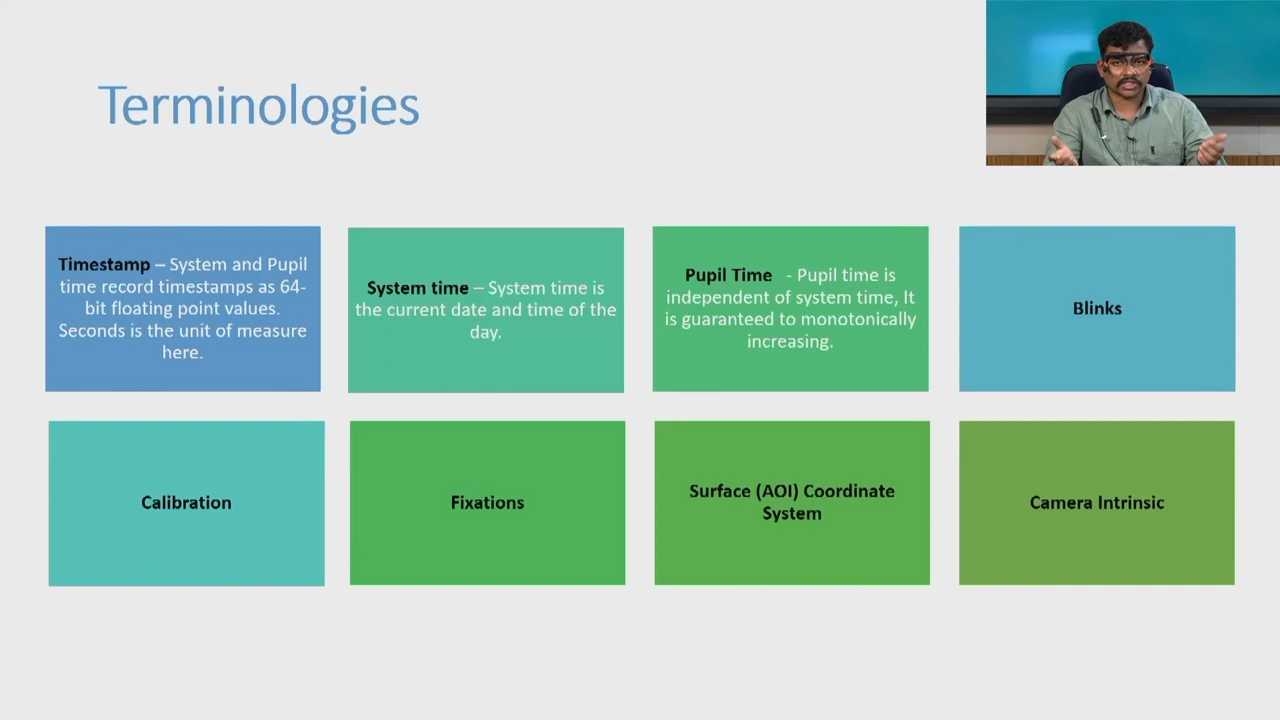 Terminologies
Timestamp – System and Pupil
time record timestamps as 64-
bit floating point values.
Seconds is the unit of measure
here.
System time – System time is
the current date and time of the
day.
Pupil Time - Pupil time is
independent of system time, It
is guaranteed to monotonically
increasing.
Blinks
Calibration
Fixations
Surface (AOI) Coordinate
System
Camera Intrinsic